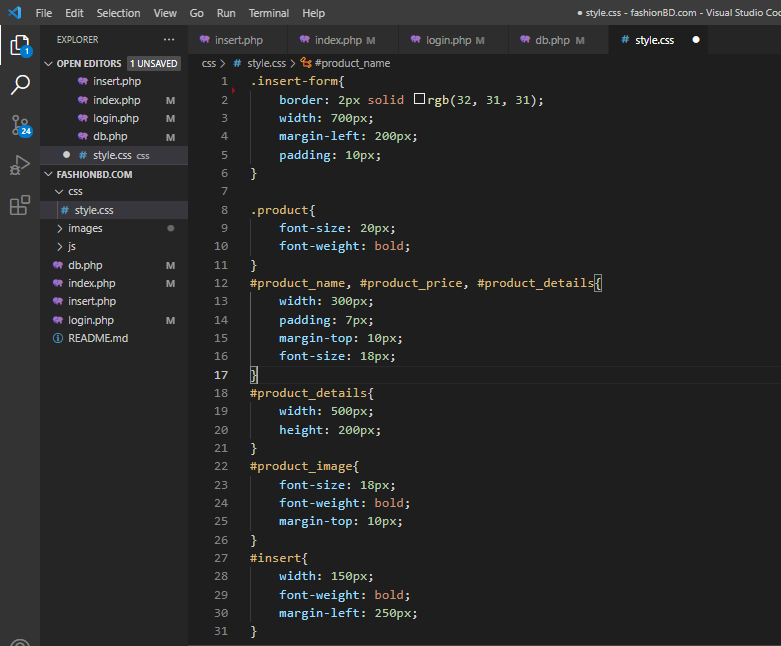 File Edit Selection View Go Run Terminal Help ● style.css - fashionBD.com - Visual Studio Cod
EXPLORER ...
insert.php index.php M login.php M db.php M # style.css ●
OPEN EDITORS 1 UNSAVED
insert.php
index.php M
login.php M
db.php M
● # style.css css
FASHIONBD.COM
css
# style.css
images
js
db.php M
index.php M
insert.php
login.php M
README.md
1
24
css > # style.css > #product_name
1 .insert-form{
2 border: 2px solid rgb(32, 31, 31);
3 width: 700px;
4 margin-left: 200px;
5 padding: 10px;
6 }
7
8 .product{
9 font-size: 20px;
10 font-weight: bold;
11 }
12 #product_name, #product_price, #product_details{
13 width: 300px;
14 padding: 7px;
15 margin-top: 10px;
16 font-size: 18px;
17 }
18 #product_details{
19 width: 500px;
20 height: 200px;
21 }
22 #product_image{
23 font-size: 18px;
24 font-weight: bold;
25 margin-top: 10px;
26 }
27 #insert{
28 width: 150px;
29 font-weight: bold;
30 margin-left: 250px;
31 }